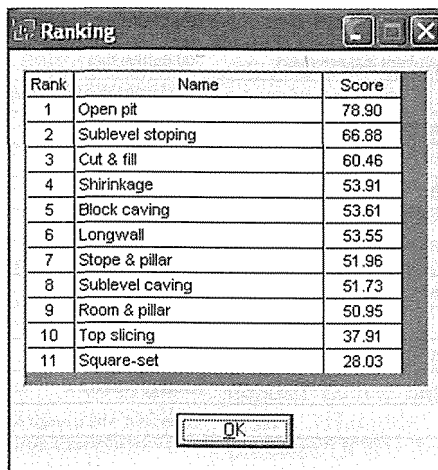 Ranking
Rank Name Score
1 Open pit 78.90
2 Sublevel stoping 66.88
3 Cut & fill 60.46
4 Shirinkage 53.91
5 Block caving 53.61
6 Longwall 53.55
7 Stope & pillar 51.96
8 Sublevel caving 51.73
9 Room & pillar 50.95
10 Top slicing 37.91
11 Square-set 28.03
OK